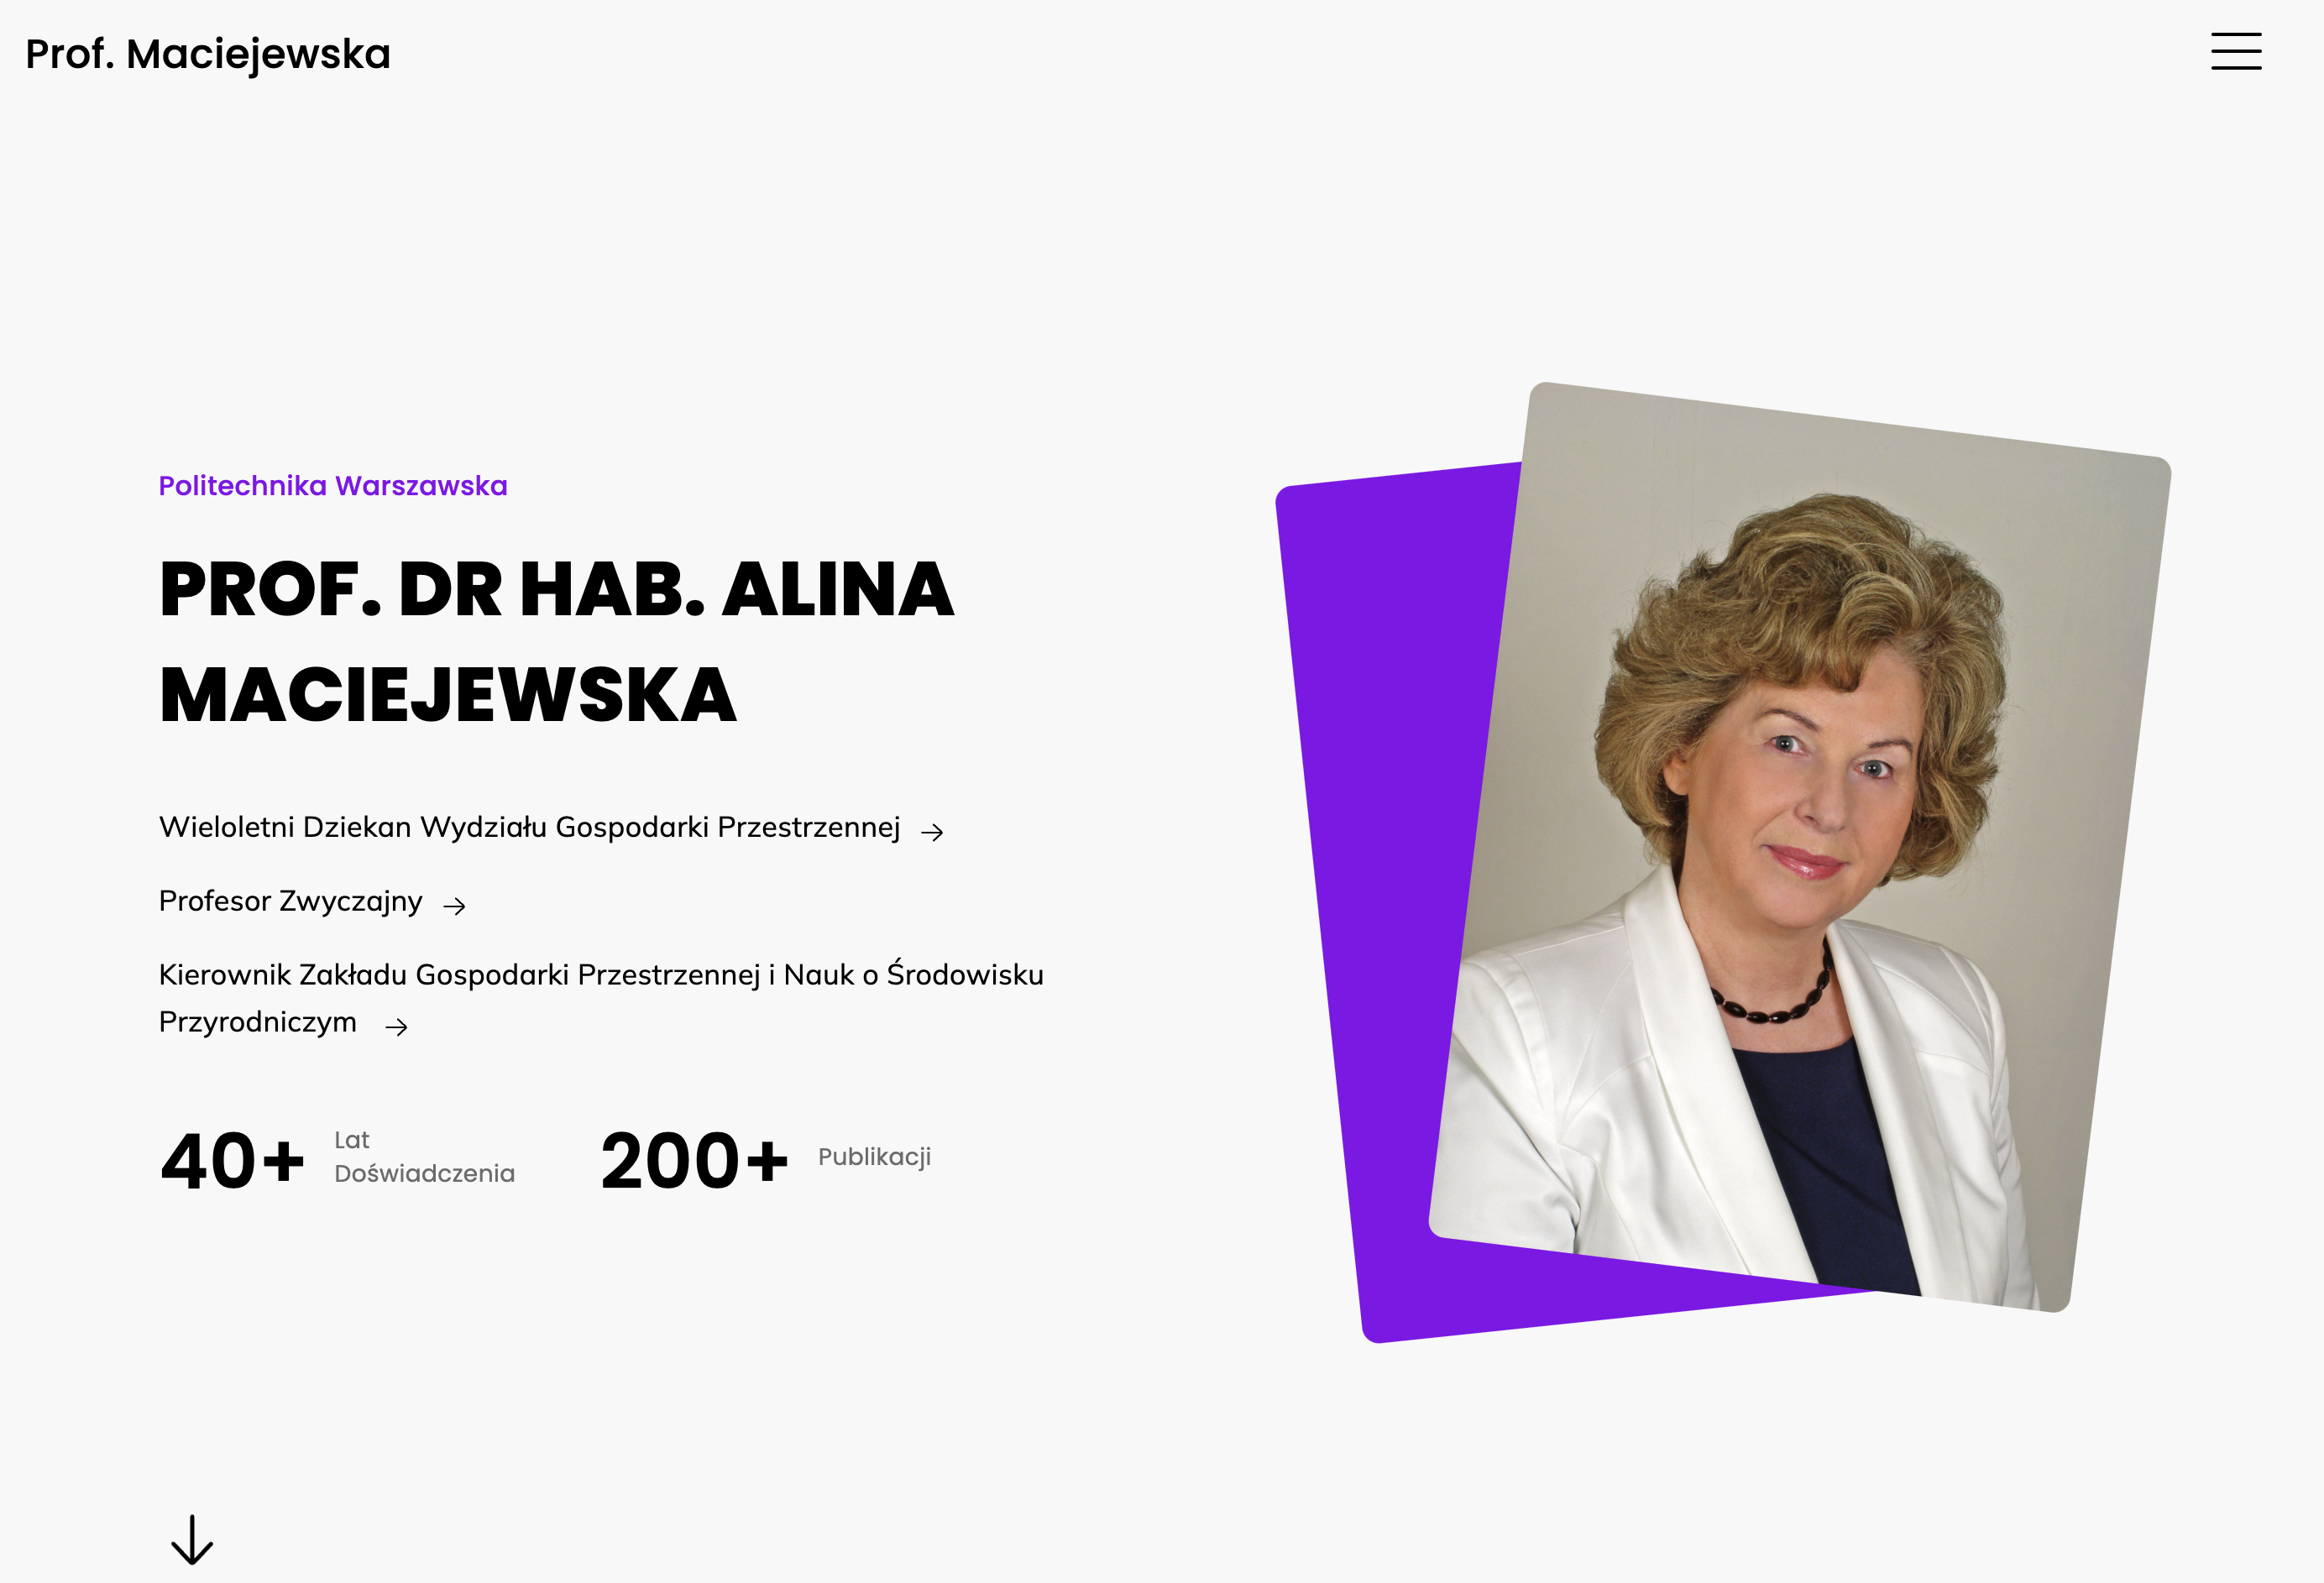 Prof. Maciejewska
Politechnika Warszawska
PROF. DR HAB. ALINA
MACIEJEWSKA
Wieloletni Dziekan Wydziału Gospodarki Przestrzennej →
Profesor Zwyczajny →
Kierownik Zakładu Gospodarki Przestrzennej i Nauk o Środowisku
Przyrodniczym →
40+
Lat
Doświadczenia
200+
Publikacji